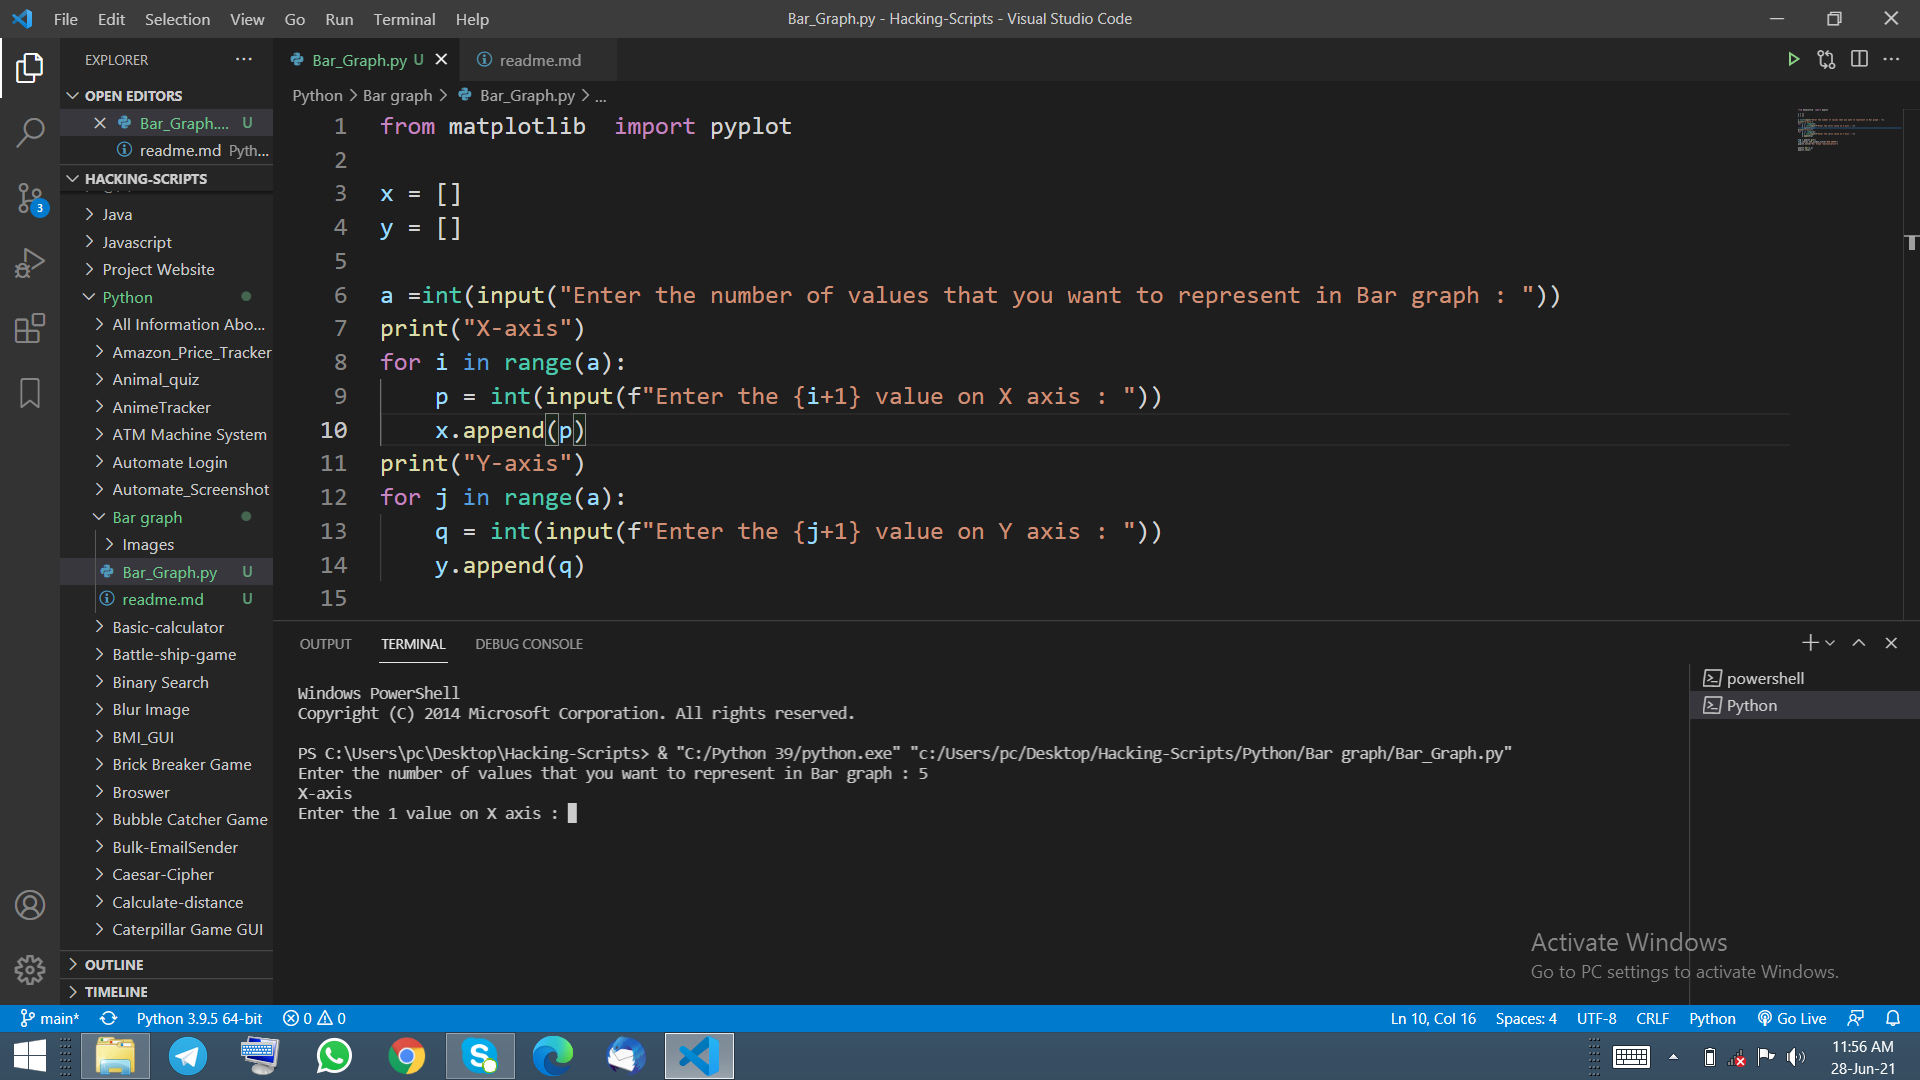 File Edit Selection View Go Run Terminal Help
Bar_Graph.py - Hacking-Scripts - Visual Studio Code
EXPLORER
OPEN EDITORS
Bar_Graph.... U
readme.md Pyth...
HACKING-SCRIPTS
Java
Javascript
Project Website
Python
All Information Abo...
Amazon_Price_Tracker
Animal_quiz
AnimeTracker
ATM Machine System
Automate Login
Automate_Screenshot
Bar graph
Images
Bar_Graph.py U
readme.md U
Basic-calculator
Battle-ship-game
Binary Search
Blur Image
BMI_GUI
Brick Breaker Game
Broswer
Bubble Catcher Game
Bulk-EmailSender
Caesar-Cipher
Calculate-distance
Caterpillar Game GUI
OUTLINE
TIMELINE
3
Bar_Graph.py U
readme.md
Python > Bar graph > Bar_Graph.py > ...
1 from matplotlib  import pyplot
2
3 x = []
4 y = []
5
6 a =int(input("Enter the number of values that you want to represent in Bar graph : "))
7 print("X-axis")
8 for i in range(a):
9     p = int(input(f"Enter the {i+1} value on X axis : "))
10     x.append(p)
11 print("Y-axis")
12 for j in range(a):
13     q = int(input(f"Enter the {j+1} value on Y axis : "))
14     y.append(q)
15
OUTPUT TERMINAL DEBUG CONSOLE
Windows PowerShell
Copyright (C) 2014 Microsoft Corporation. All rights reserved.
PS C:\Users\pc\Desktop\Hacking-Scripts> & "C:/Python 39/python.exe" "c:/Users/pc/Desktop/Hacking-Scripts/Python/Bar graph/Bar_Graph.py"
Enter the number of values that you want to represent in Bar graph : 5
X-axis
Enter the 1 value on X axis :
powershell
Python
Activate Windows
Go to PC settings to activate Windows.
main* Python 3.9.5 64-bit 0 0
Ln 10, Col 16 Spaces: 4 UTF-8 CRLF Python Go Live
11:56 AM
28-Jun-21